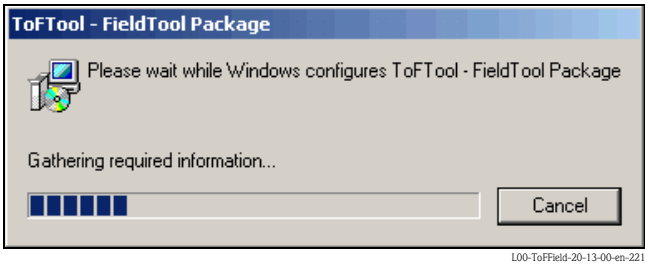 ToFTool - FieldTool Package
Please wait while Windows configures ToFTool - FieldTool Package
Gathering required information...
Cancel
L00-ToFField-20-13-00-en-221